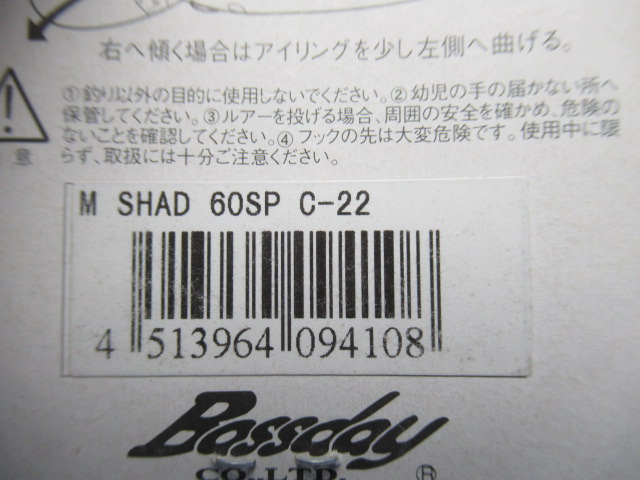 右へ傾く場合はアイリングを少し左側へ曲げる。
①釣り以外の目的に使用しないでください。② 幼児の手の届かない所へ
保管してください。③ルアーを投げる場合、周囲の安全を確かめ、危険の
ないことを確認してください。④ フックの先は大変危険です。使用中に限
らず、取扱には十分ご注意ください。
意
M SHAD 60SP C-22
4 513964 094108
Bassday
CO.,LTD. ®